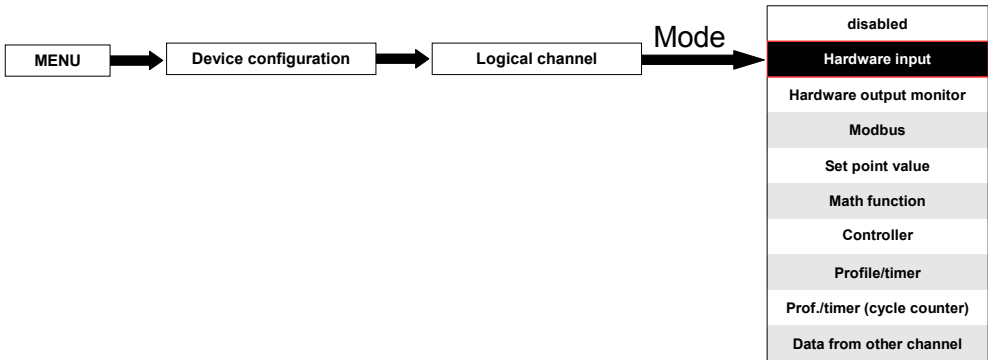 MENU
Device configuration
Logical channel
Mode
disabled
Hardware input
Hardware output monitor
Modbus
Set point value
Math function
Controller
Profile/timer
Prof./timer (cycle counter)
Data from other channel